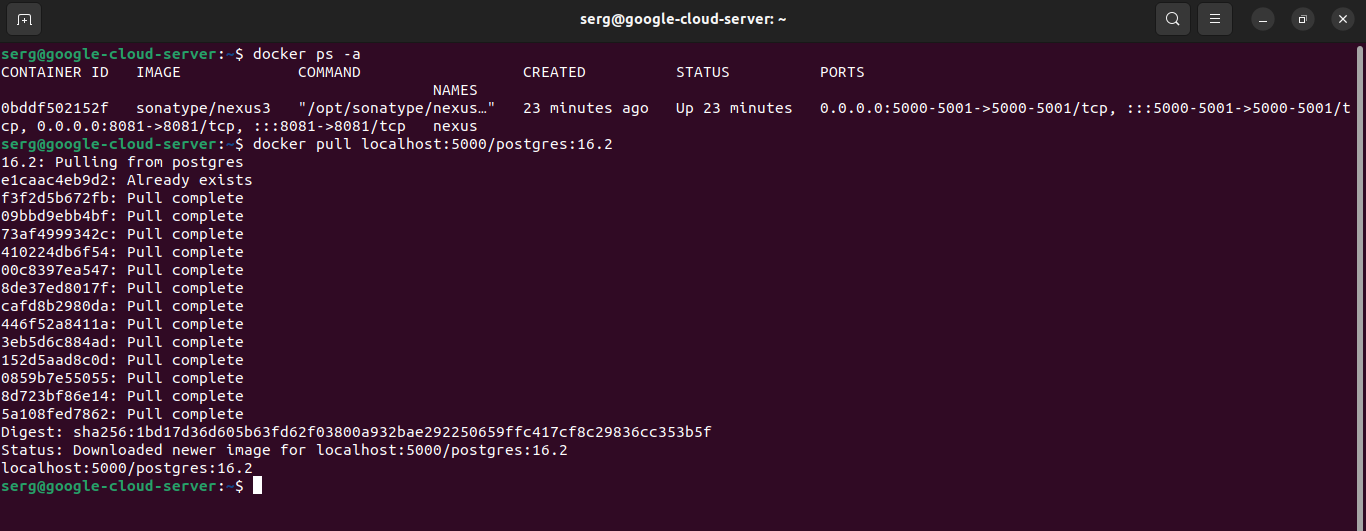 serg@google-cloud-server: ~
serg@google-cloud-server:~$ docker ps -a
CONTAINER ID   IMAGE             COMMAND                  CREATED          STATUS          PORTS
                                                NAMES
0bddf502152f   sonatype/nexus3   "/opt/sonatype/nexus…"   23 minutes ago   Up 23 minutes   0.0.0.0:5000-5001->5000-5001/tcp, :::5000-5001->5000-5001/t
cp, 0.0.0.0:8081->8081/tcp, :::8081->8081/tcp   nexus
serg@google-cloud-server:~$ docker pull localhost:5000/postgres:16.2
16.2: Pulling from postgres
e1caac4eb9d2: Already exists
f3f2d5b672fb: Pull complete
09bbd9ebb4bf: Pull complete
73af4999342c: Pull complete
410224db6f54: Pull complete
00c8397ea547: Pull complete
8de37ed8017f: Pull complete
cafd8b2980da: Pull complete
446f52a8411a: Pull complete
3eb5d6c884ad: Pull complete
152d5aad8c0d: Pull complete
0859b7e55055: Pull complete
8d723bf86e14: Pull complete
5a108fed7862: Pull complete
Digest: sha256:1bd17d36d605b63fd62f03800a932bae292250659ffc417cf8c29836cc353b5f
Status: Downloaded newer image for localhost:5000/postgres:16.2
localhost:5000/postgres:16.2
serg@google-cloud-server:~$